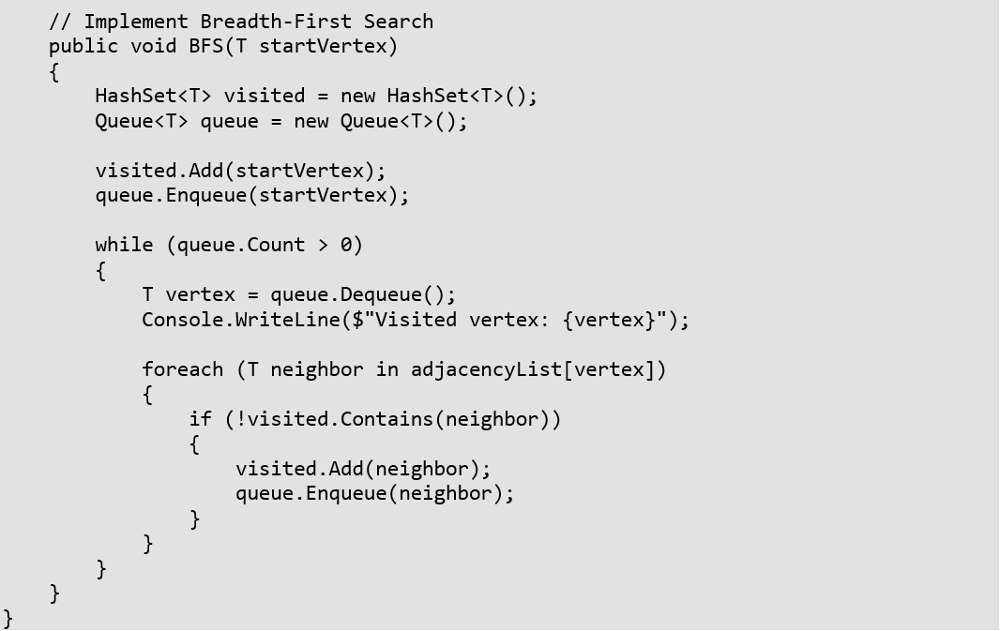 // Implement Breadth-First Search
    public void BFS(T startVertex)
    {
        HashSet<T> visited = new HashSet<T>();
        Queue<T> queue = new Queue<T>();

        visited.Add(startVertex);
        queue.Enqueue(startVertex);

        while (queue.Count > 0)
        {
            T vertex = queue.Dequeue();
            Console.WriteLine($"Visited vertex: {vertex}");

            foreach (T neighbor in adjacencyList[vertex])
            {
                if (!visited.Contains(neighbor))
                {
                    visited.Add(neighbor);
                    queue.Enqueue(neighbor);
                }
            }
        }
    }
}